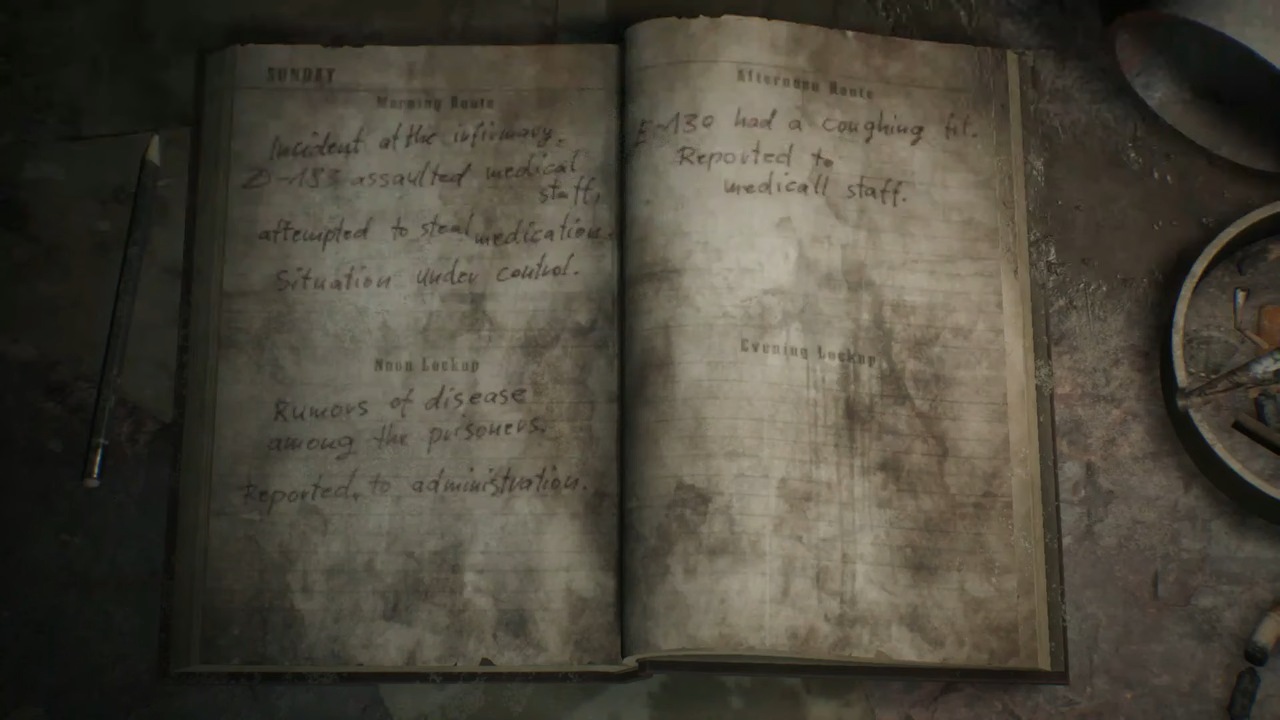 SUNDAY
Morning Route
Incident at the infirmary.
D-183 assaulted medical
staff,
attempted to steal medication.
Situation under control.
Noon Lockup
Rumors of disease
among the prisoners.
Reported to administration.
Afternoon Route
E-130 had a coughing fit.
Reported to
medicall staff.
Evening Lockup